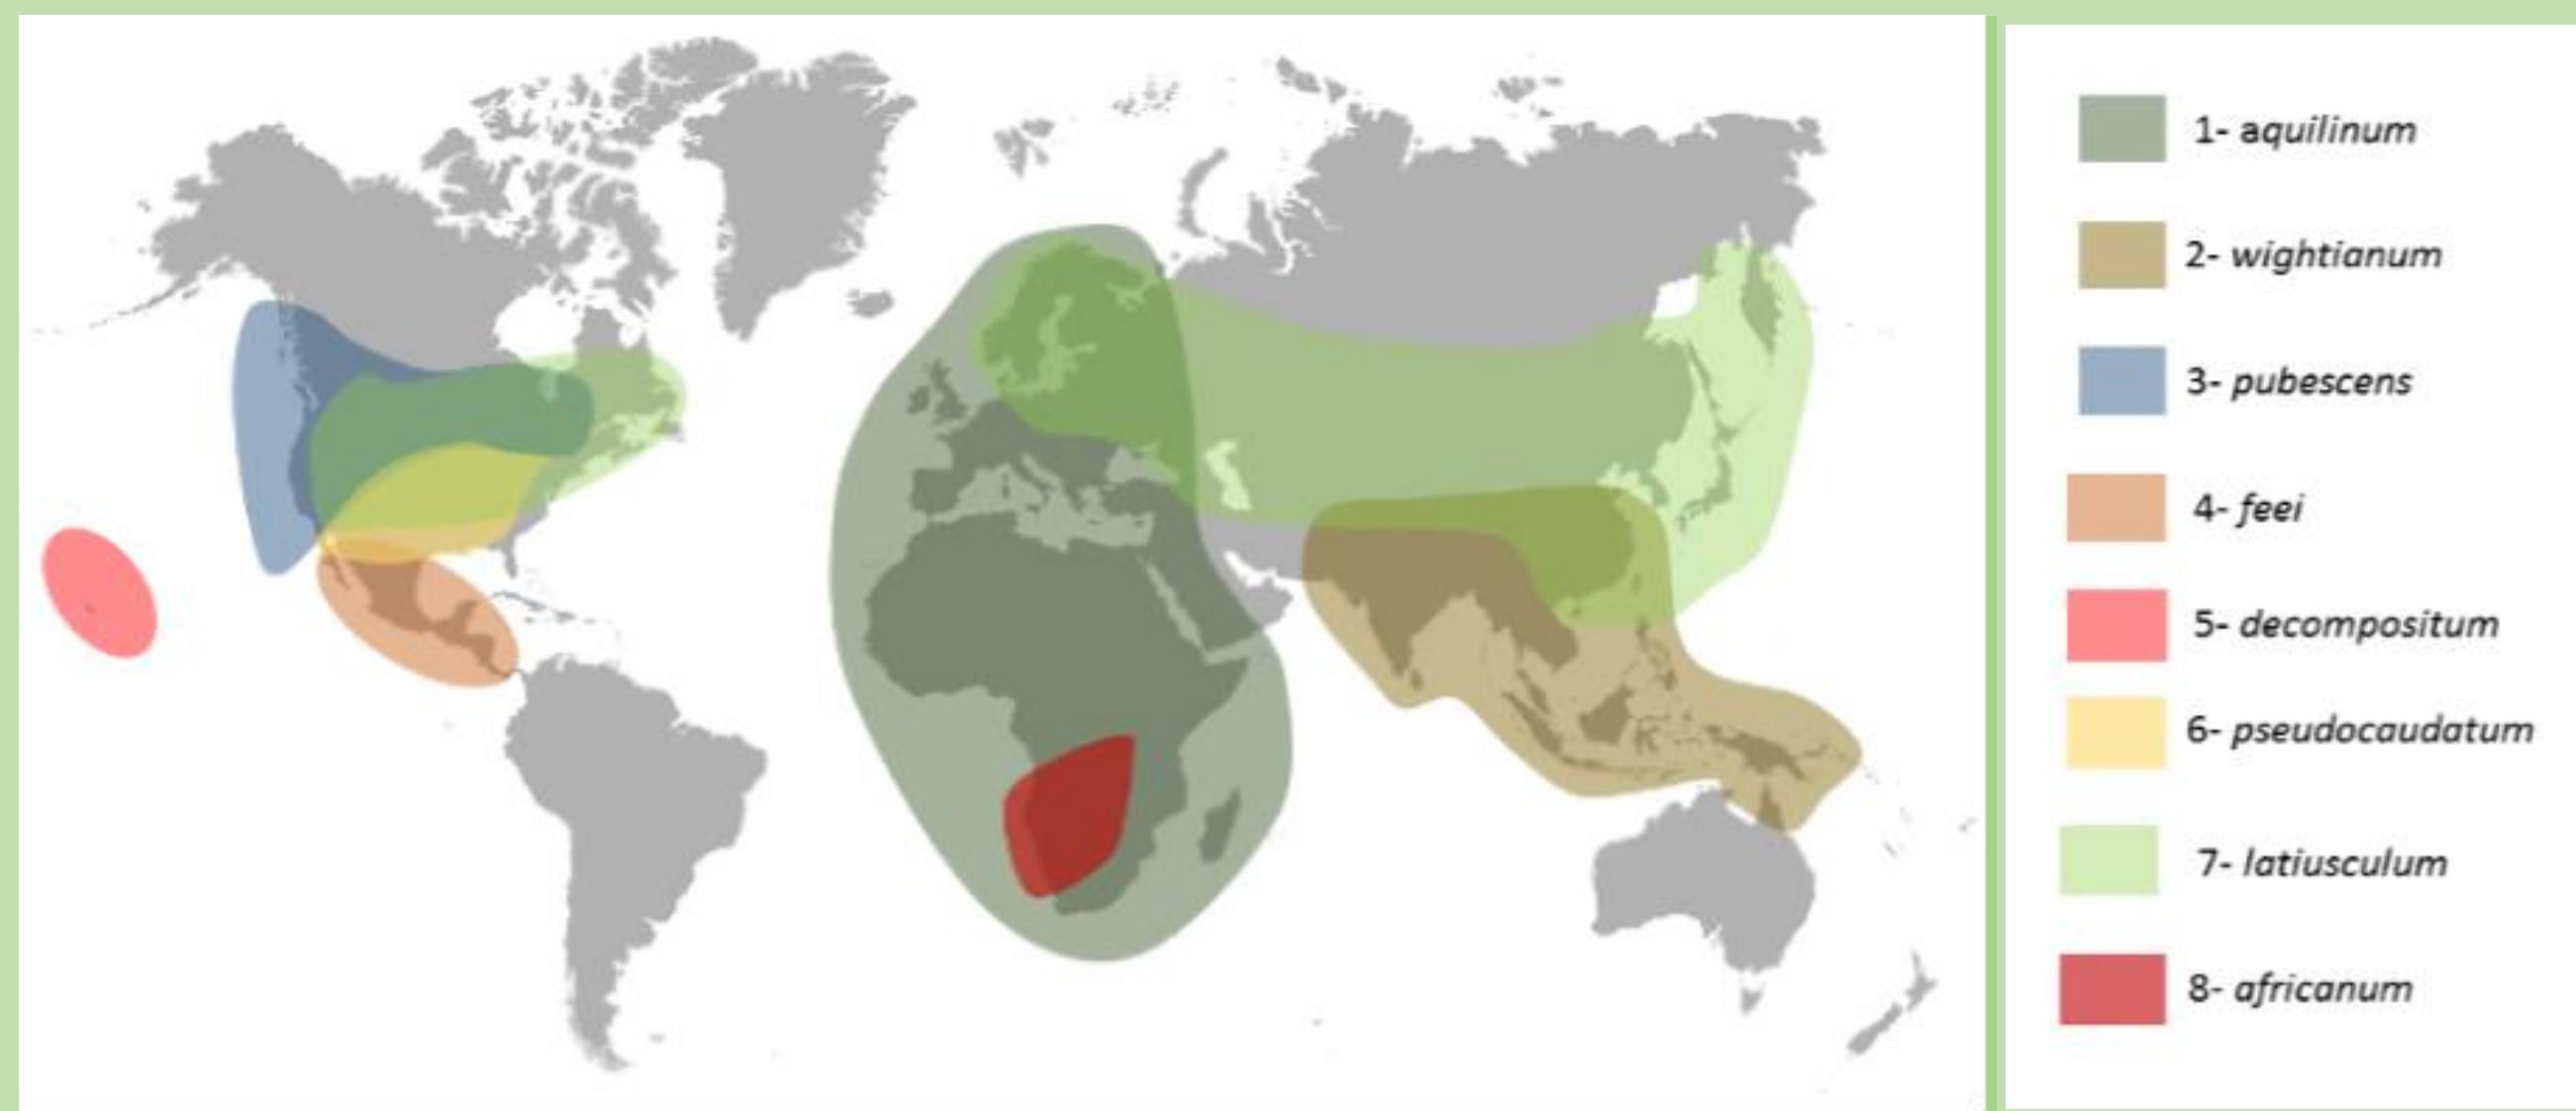 1- aquilinum
2- wightianum
3- pubescens
4- feei
5- decompositum
6- pseudocaudatum
7- latiusculum
8- africanum